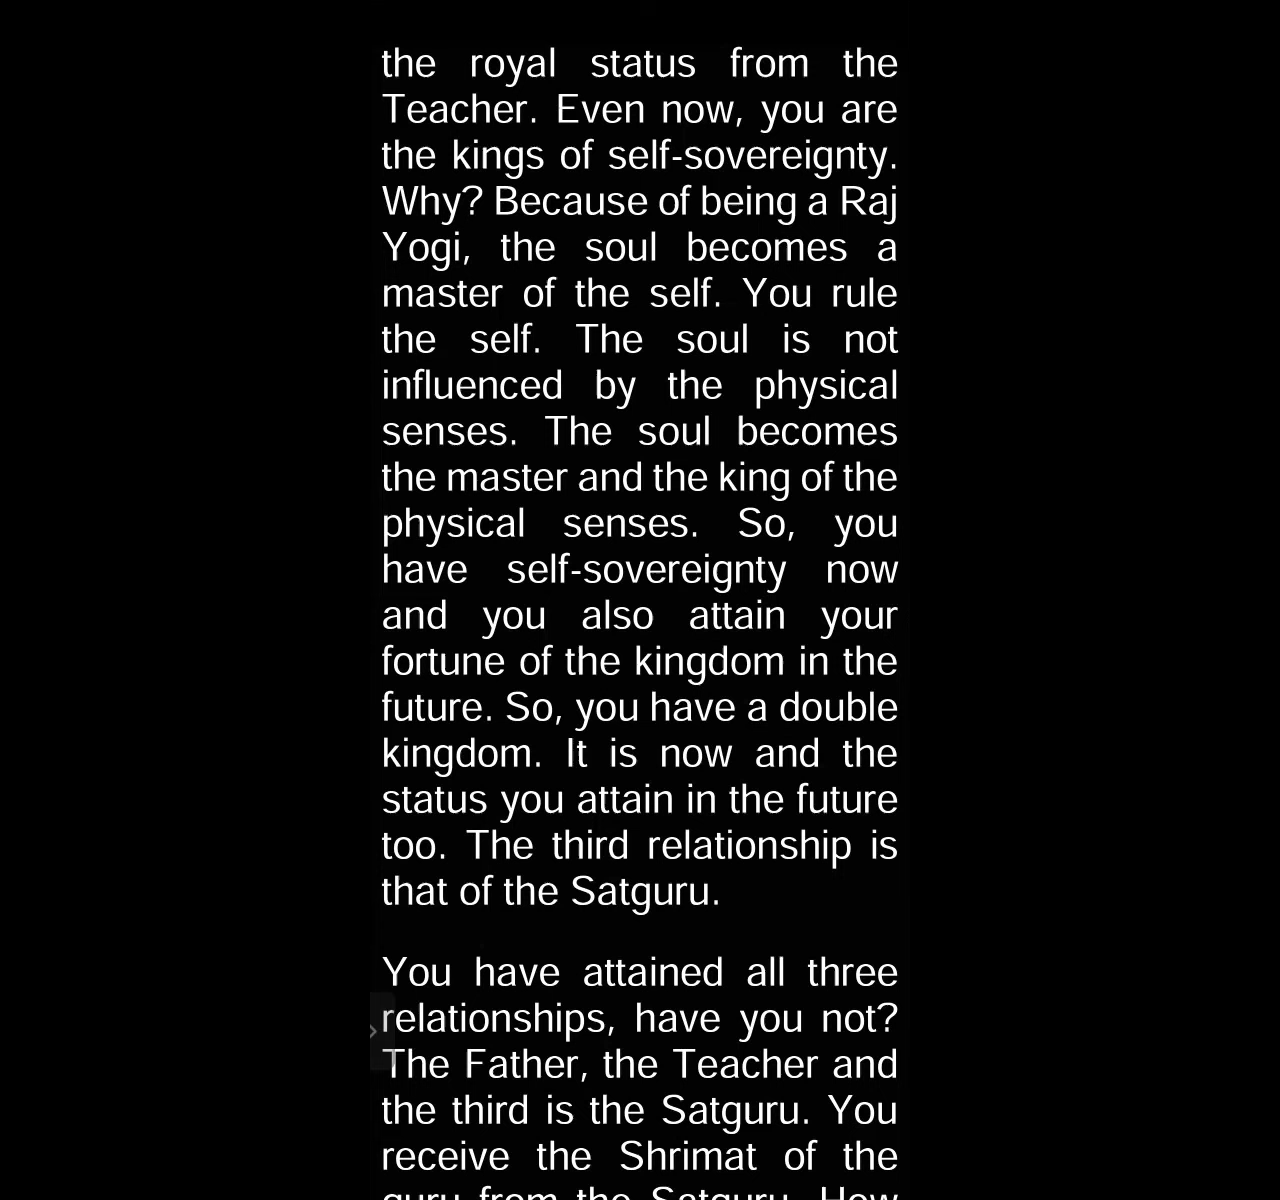 the royal status from the
Teacher. Even now, you are
the kings of self-sovereignty.
Why? Because of being a Raj
Yogi, the soul becomes a
master of the self. You rule
the self. The soul is not
influenced by the physical
senses. The soul becomes
the master and the king of the
physical senses. So, you
have self-sovereignty now
and you also attain your
fortune of the kingdom in the
future. So, you have a double
kingdom. It is now and the
status you attain in the future
too. The third relationship is
that of the Satguru.
You have attained all three
relationships, have you not?
The Father, the Teacher and
the third is the Satguru. You
receive the Shrimat of the
guru from the Satguru. How